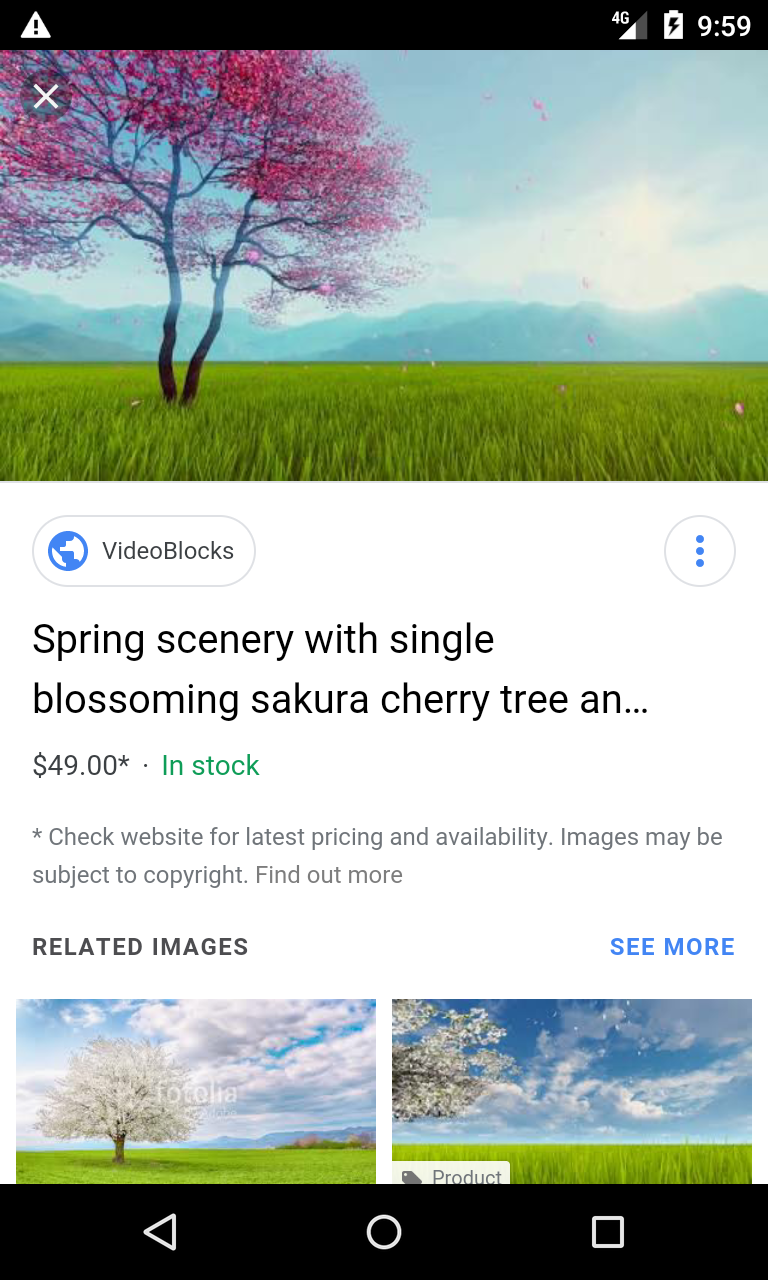 4G 9:59
VideoBlocks
Spring scenery with single
blossoming sakura cherry tree an…
$49.00* · In stock
* Check website for latest pricing and availability. Images may be
subject to copyright. Find out more
RELATED IMAGES SEE MORE
fotolia
Product